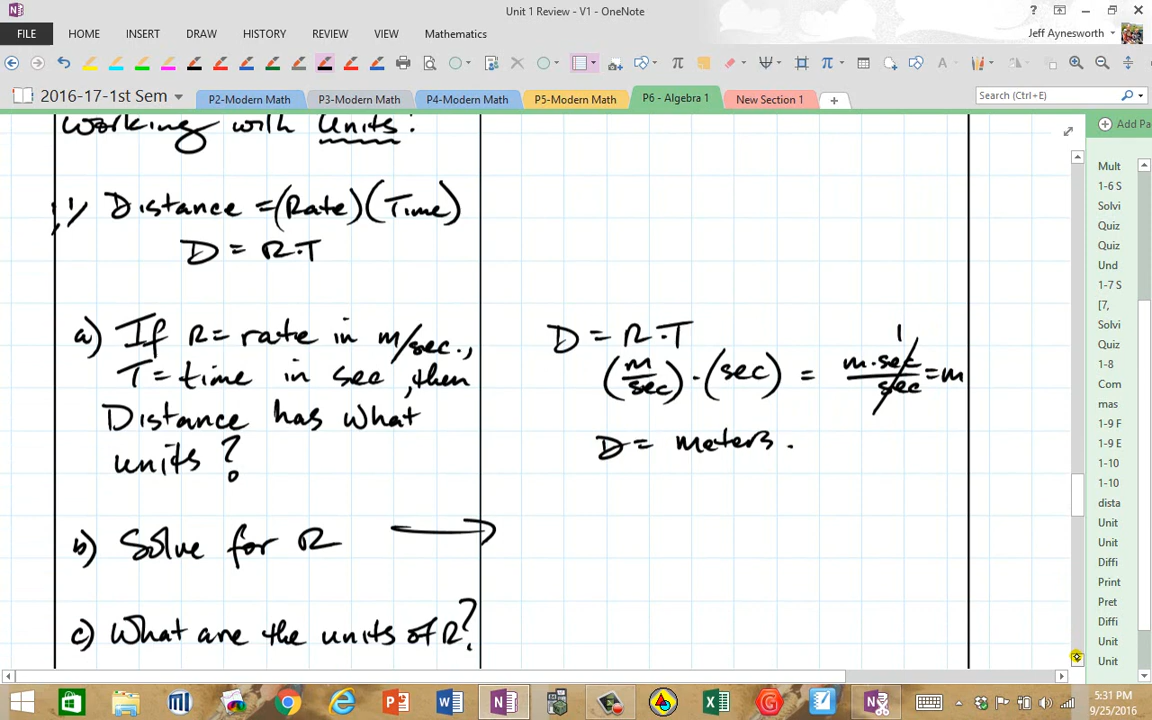 Unit 1 Review - V1 - OneNote
?
FILE HOME INSERT DRAW HISTORY REVIEW VIEW Mathematics
Jeff Aynesworth
2016-17-1st Sem
P2-Modern Math P3-Modern Math P4-Modern Math P5-Modern Math P6 - Algebra 1 New Section 1
Search (Ctrl+E)
Add Pa
Working with Units:
1) Distance = (Rate)(Time)
D = R·T
a) If R = rate in m/sec.,
T = time in sec, then
Distance has what
units?
b) Solve for R →
c) What are the units of R?
D = R·T
(m/sec)·(sec) = m·sec/sec = m
1
D = meters.
Mult
1-6 S
Solvi
Quiz
Quiz
Und
1-7 S
[7,
Solvi
Quiz
1-8
Com
mas
1-9 F
1-9 E
1-10
1-10
dista
Unit
Unit
Diffi
Print
Pret
Diffi
Unit
Unit
5:31 PM
9/25/2016